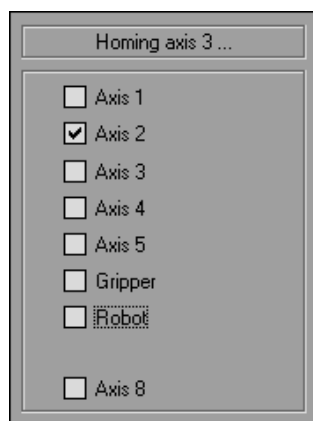 Homing axis 3 ...
Axis 1
Axis 2
Axis 3
Axis 4
Axis 5
Gripper
Robot
Axis 8